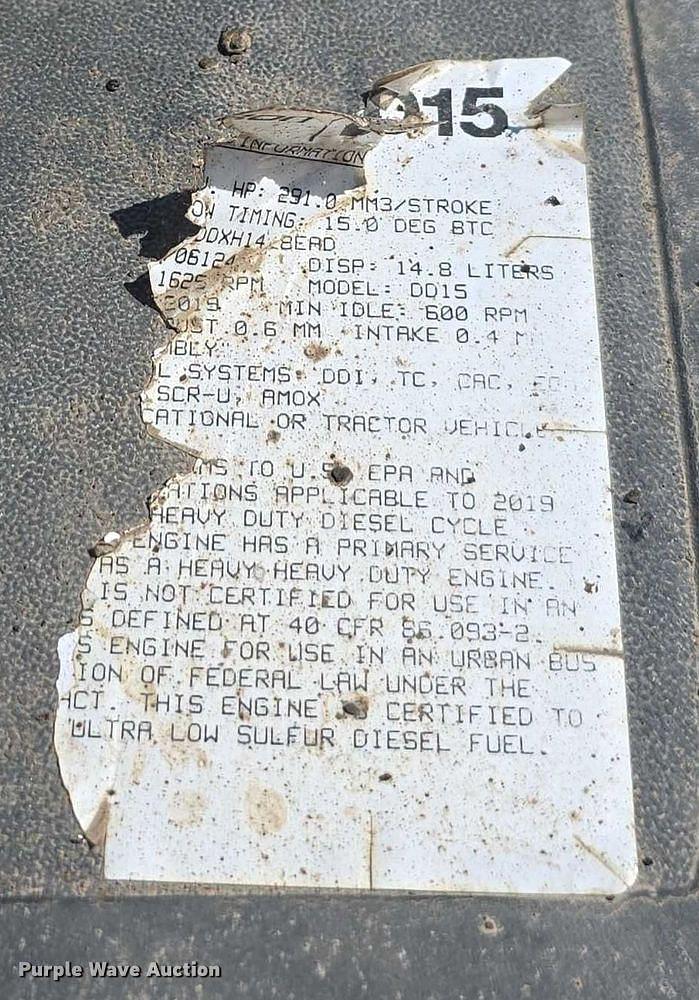 15
INFORMATION
HP: 291.0 MM3/STROKE
TIMING: 15.0 DEG BTC
DDXH14.8EAD
06124 DISP: 14.8 LITERS
1625 RPM MODEL: DD15
2019 MIN IDLE: 600 RPM
UST 0.6 MM INTAKE 0.4 M
MBLY
L SYSTEMS: DDI, TC, CAC,
SCR-U, AMOX
CATIONAL OR TRACTOR VEHICLE
MS TO U.S. EPA AND
ATIONS APPLICABLE TO 2019
HEAVY DUTY DIESEL CYCLE
ENGINE HAS A PRIMARY SERVICE
AS A HEAVY HEAVY DUTY ENGINE.
IS NOT CERTIFIED FOR USE IN AN
S DEFINED AT 40 CFR 86.093-2.
S ENGINE FOR USE IN AN URBAN BUS
ION OF FEDERAL LAW UNDER THE
ACT. THIS ENGINE IS CERTIFIED TO
ULTRA LOW SULFUR DIESEL FUEL.
Purple Wave Auction